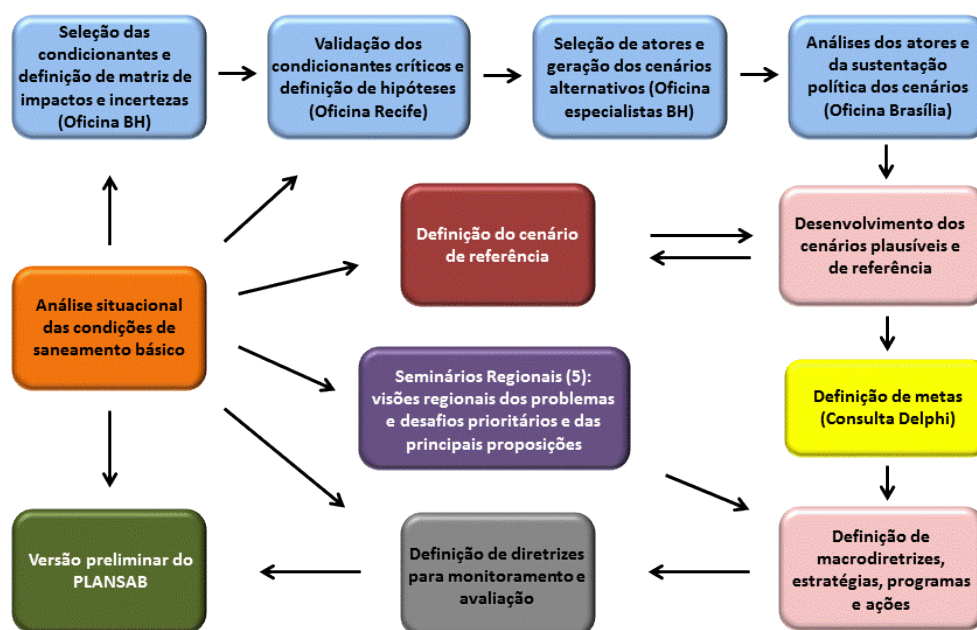 Seleção das
condicionantes e
definição de matriz de
impactos e incertezas
(Oficina BH)
Validação dos
condicionantes críticos e
definição de hipóteses
(Oficina Recife)
Seleção de atores e
geração dos cenários
alternativos (Oficina
especialistas BH)
Análises dos atores e
da sustentação
política dos cenários
(Oficina Brasília)
Definição do cenário
de referência
Desenvolvimento dos
cenários plausíveis e
de referência
Análise situacional
das condições de
saneamento básico
Seminários Regionais (5):
visões regionais dos problemas
e desafios prioritários e das
principais proposições
Definição de metas
(Consulta Delphi)
Versão preliminar do
PLANSAB
Definição de diretrizes
para monitoramento e
avaliação
Definição de
macrodiretrizes,
estratégias, programas
e ações